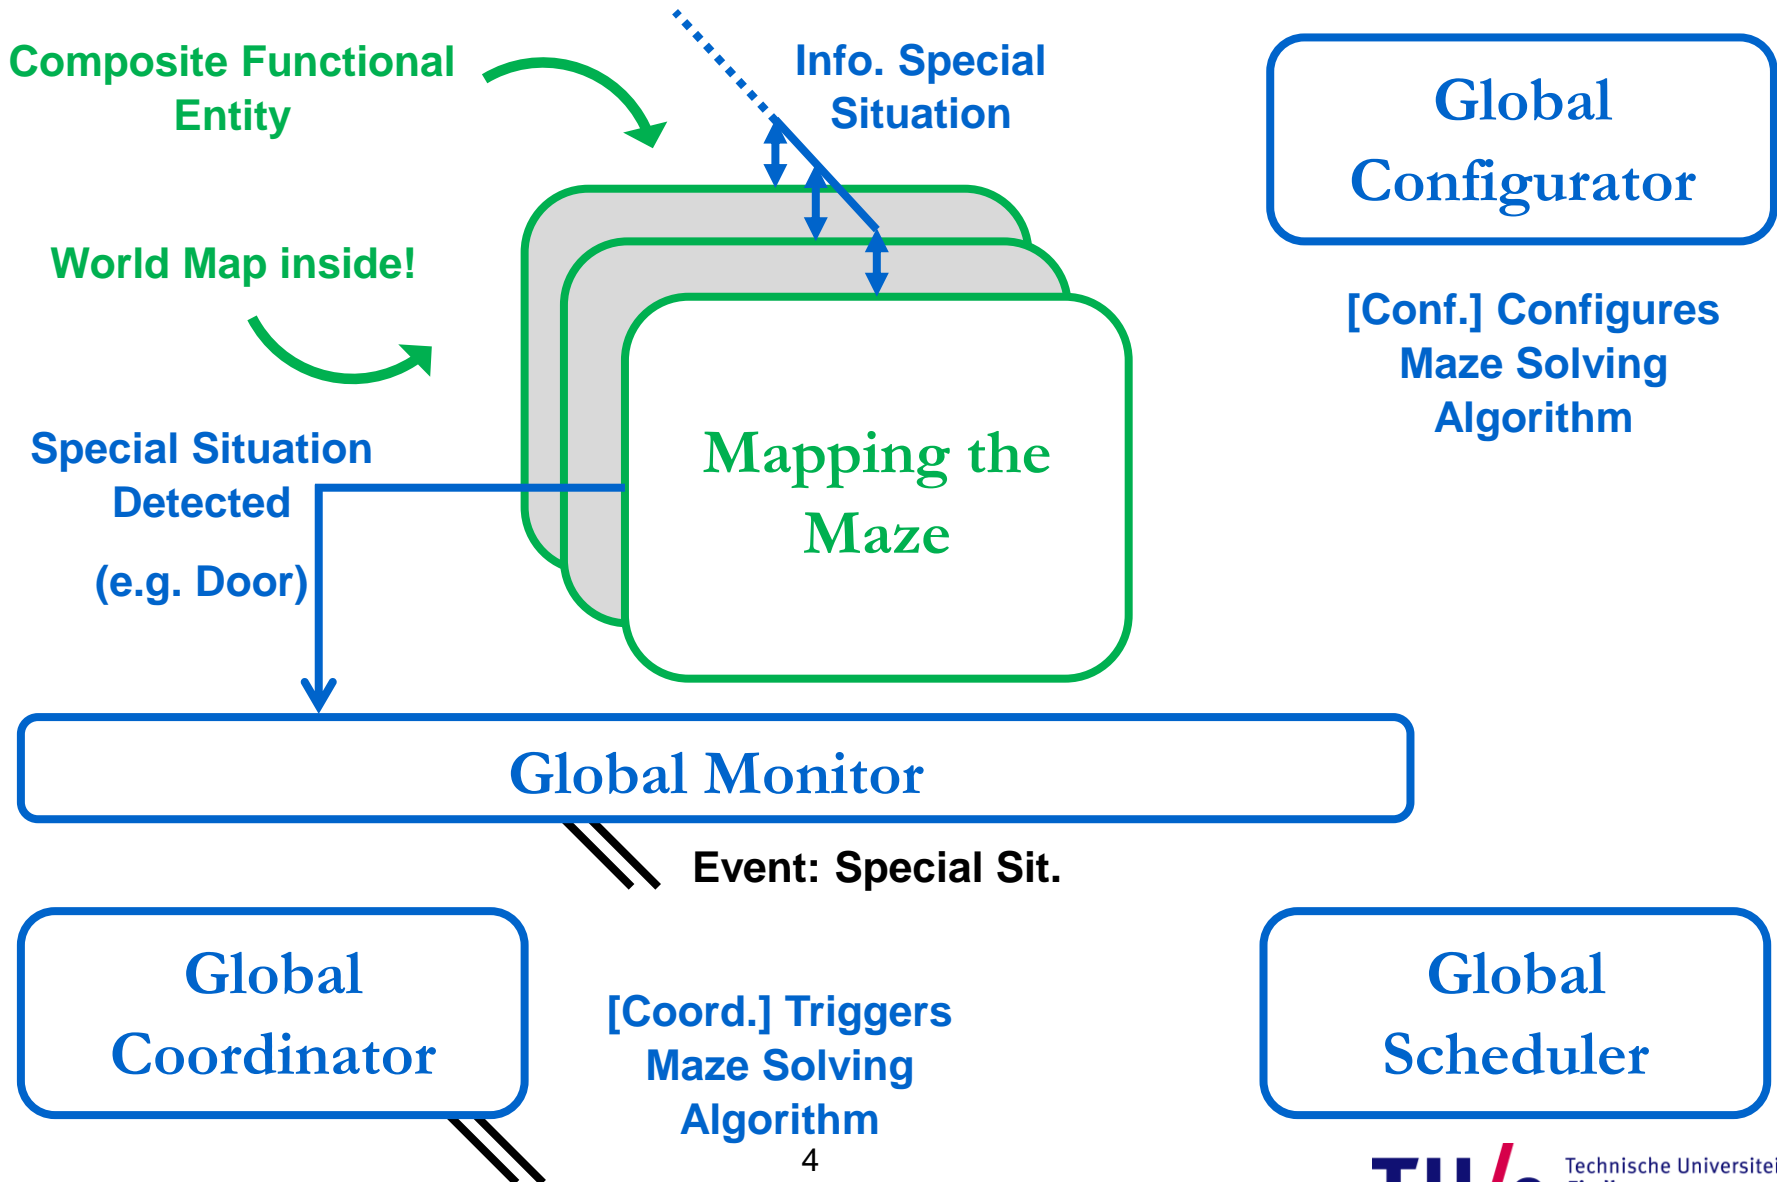 Composite Functional
Entity
Info. Special
Situation
Global
Configurator
World Map inside!
[Conf.] Configures
Maze Solving
Algorithm
Special Situation
Detected
(e.g. Door)
Mapping the
Maze
Global Monitor
Event: Special Sit.
Global
Coordinator
[Coord.] Triggers
Maze Solving
Algorithm
Global
Scheduler
4
Technische Universitei